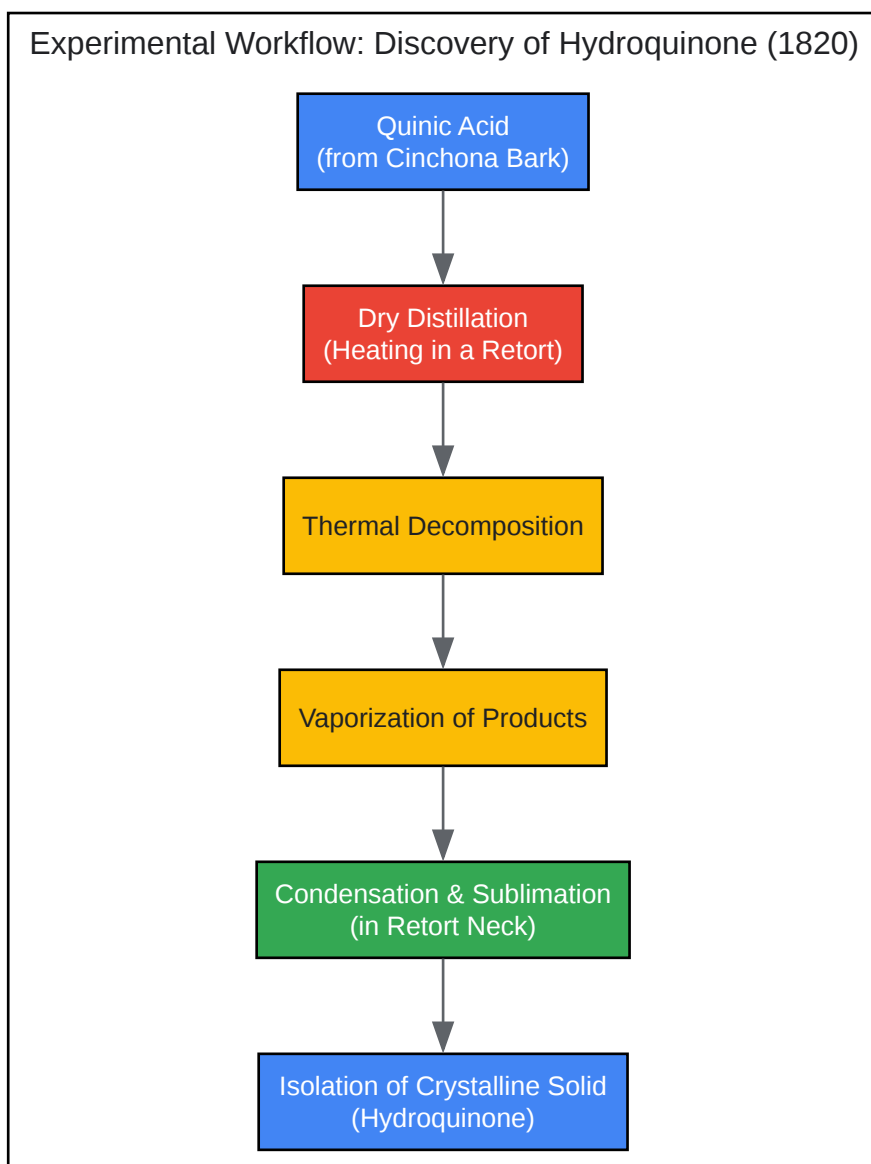 Experimental Workflow: Discovery of Hydroquinone (1820)
Quinic Acid
(from Cinchona Bark)
Dry Distillation
(Heating in a Retort)
Thermal Decomposition
Vaporization of Products
Condensation & Sublimation
(in Retort Neck)
Isolation of Crystalline Solid
(Hydroquinone)